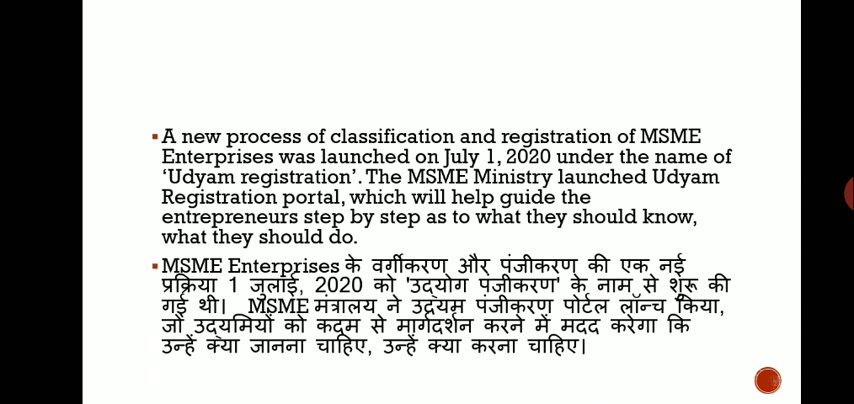 ▪ A new process of classification and registration of MSME
Enterprises was launched on July 1, 2020 under the name of
‘Udyam registration’. The MSME Ministry launched Udyam
Registration portal, which will help guide the
entrepreneurs step by step as to what they should know,
what they should do.
▪ MSME Enterprises के वर्गीकरण और पंजीकरण की एक नई
प्रक्रिया 1 जुलाई, 2020 को 'उद्योग पंजीकरण' के नाम से शुरू की
गई थी। MSME मंत्रालय ने उद्यम पंजीकरण पोर्टल लॉन्च किया,
जो उद्यमियों को कदम से मार्गदर्शन करने में मदद करेगा कि
उन्हें क्या जानना चाहिए, उन्हें क्या करना चाहिए।